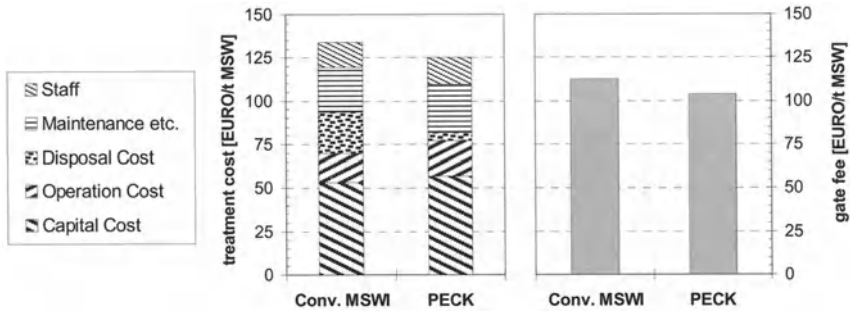 Staff
Maintenance etc.
Disposal Cost
Operation Cost
Capital Cost
treatment cost [EURO/t MSW]
150
125
100
75
50
25
0
Conv. MSWI PECK
Conv. MSWI PECK
150
125
100
75
50
25
0
gate fee [EURO/t MSW]